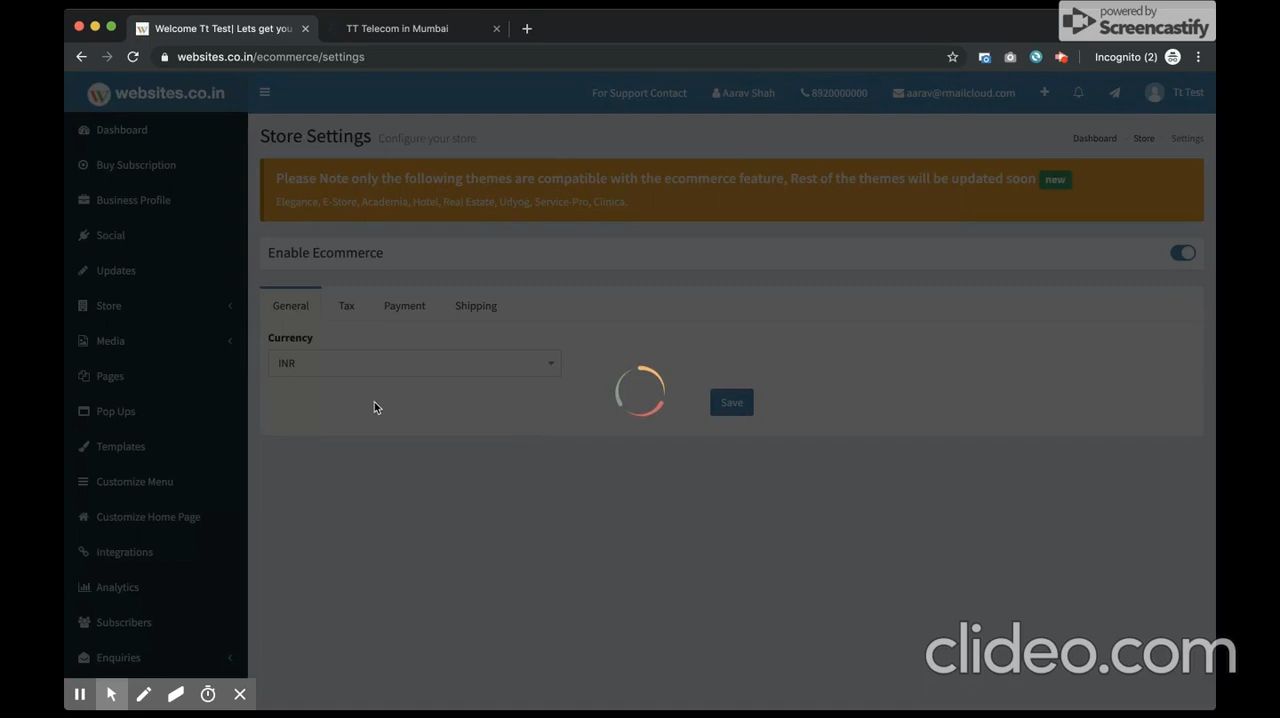 powered by
Screencastify
Welcome Tt Test| Lets get you
TT Telecom in Mumbai
websites.co.in/ecommerce/settings
Incognito (2)
websites.co.in
For Support Contact
Aarav Shah
8920000000
aarav@rmailcloud.com
Tt Test
Dashboard
Buy Subscription
Business Profile
Social
Updates
Store
Media
Pages
Pop Ups
Templates
Customize Menu
Customize Home Page
Integrations
Analytics
Subscribers
Enquiries
Store Settings Configure your store
Dashboard Store Settings
Please Note only the following themes are compatible with the ecommerce feature, Rest of the themes will be updated soon new
Elegance, E-Store, Academia, Hotel, Real Estate, Udyog, Service-Pro, Clinica.
Enable Ecommerce
General Tax Payment Shipping
Currency
INR
Save
clideo.com